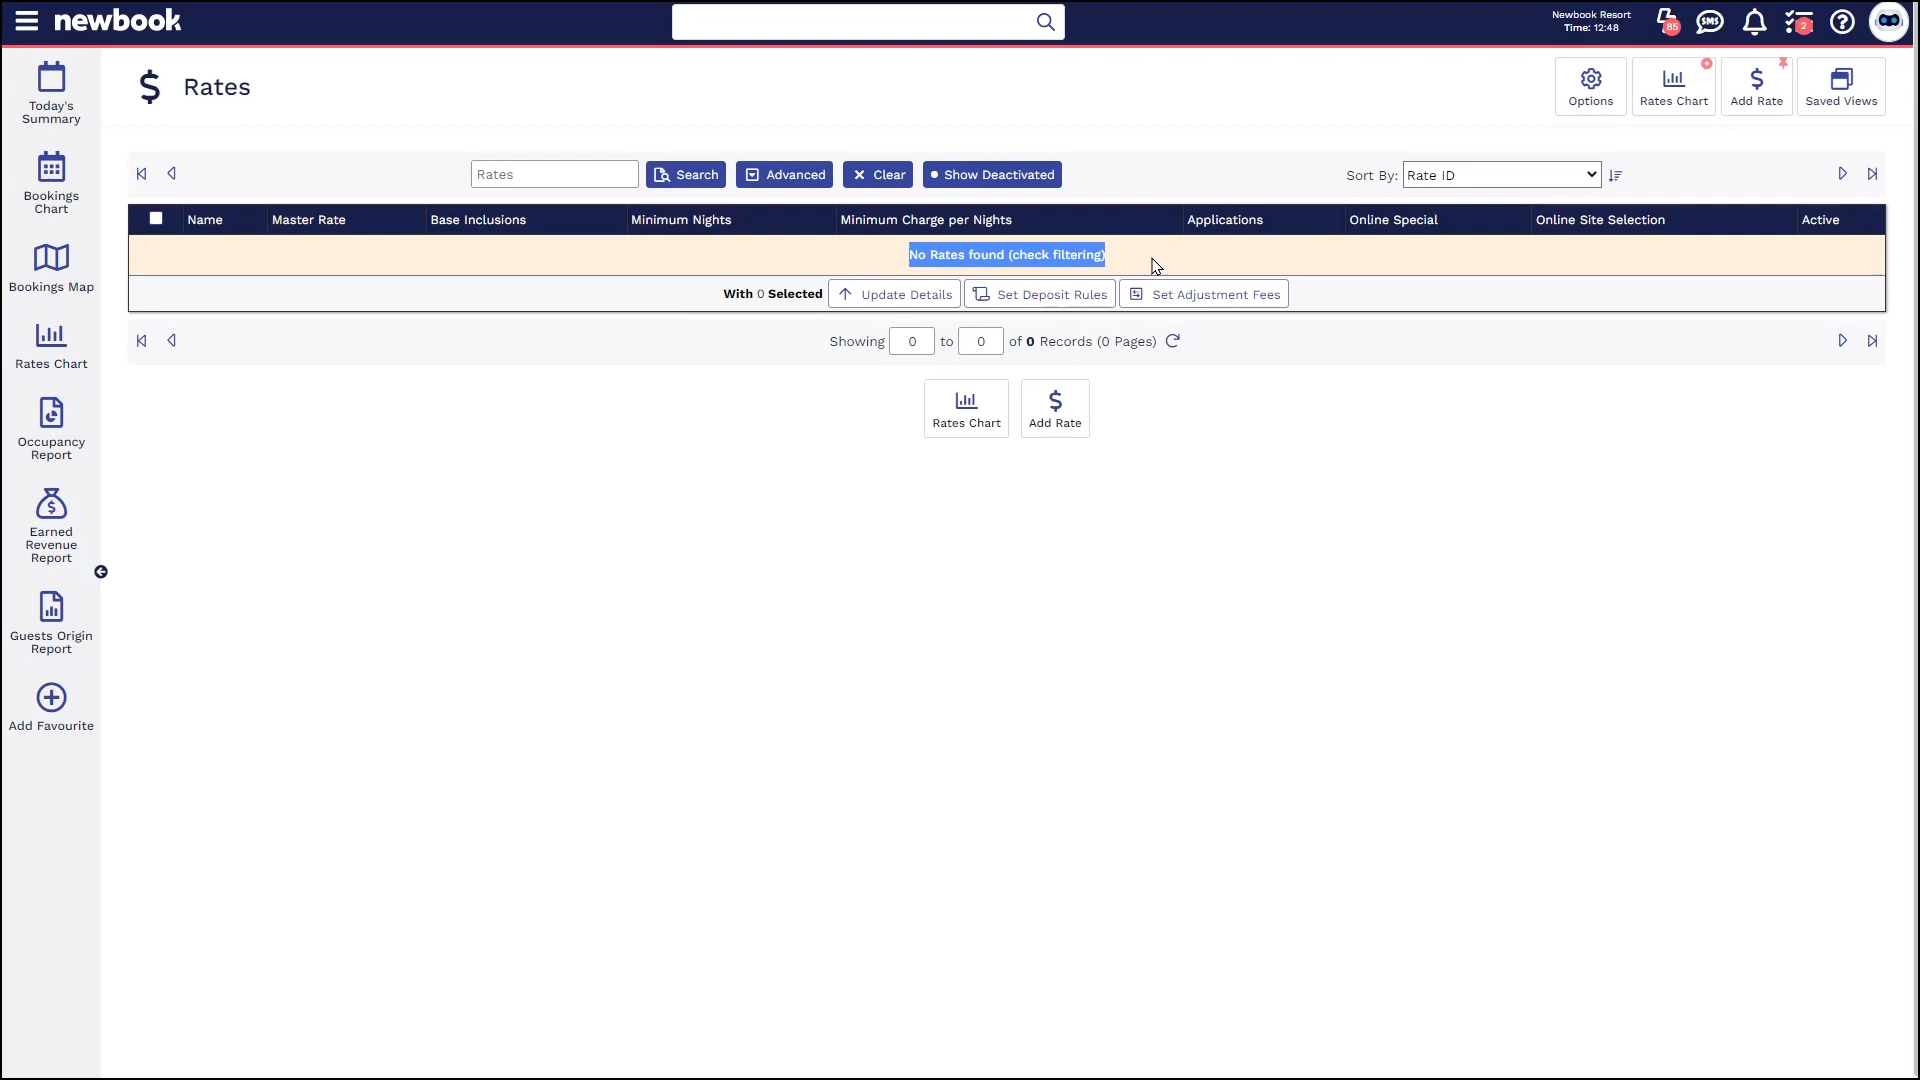 newbook
Newbook Resort
Time: 12:48
85
SMS
2
Today's
Summary
Bookings
Chart
Bookings Map
Rates Chart
Occupancy
Report
Earned
Revenue
Report
Guests Origin
Report
Add Favourite
$ Rates
Options
Rates Chart
Add Rate
Saved Views
Rates
Search
Advanced
Clear
Show Deactivated
Sort By: Rate ID
Name Master Rate Base Inclusions Minimum Nights Minimum Charge per Nights Applications Online Special Online Site Selection Active
No Rates found (check filtering)
With 0 Selected Update Details Set Deposit Rules Set Adjustment Fees
Showing 0 to 0 of 0 Records (0 Pages)
Rates Chart
Add Rate